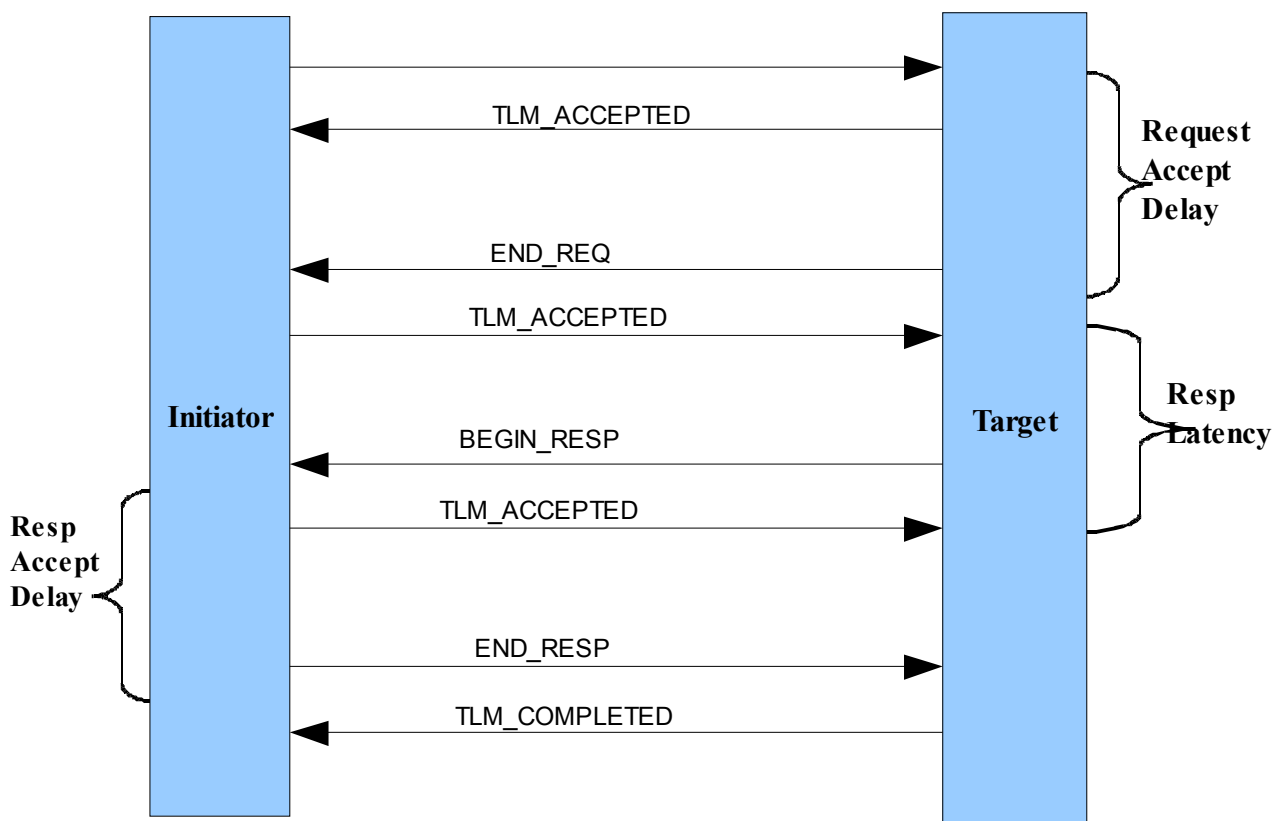 TLM_ACCEPTED
Request
Accept
Delay
END_REQ
TLM_ACCEPTED
Initiator
Target
Resp
Latency
BEGIN_RESP
TLM_ACCEPTED
Resp
Accept
Delay
END_RESP
TLM_COMPLETED